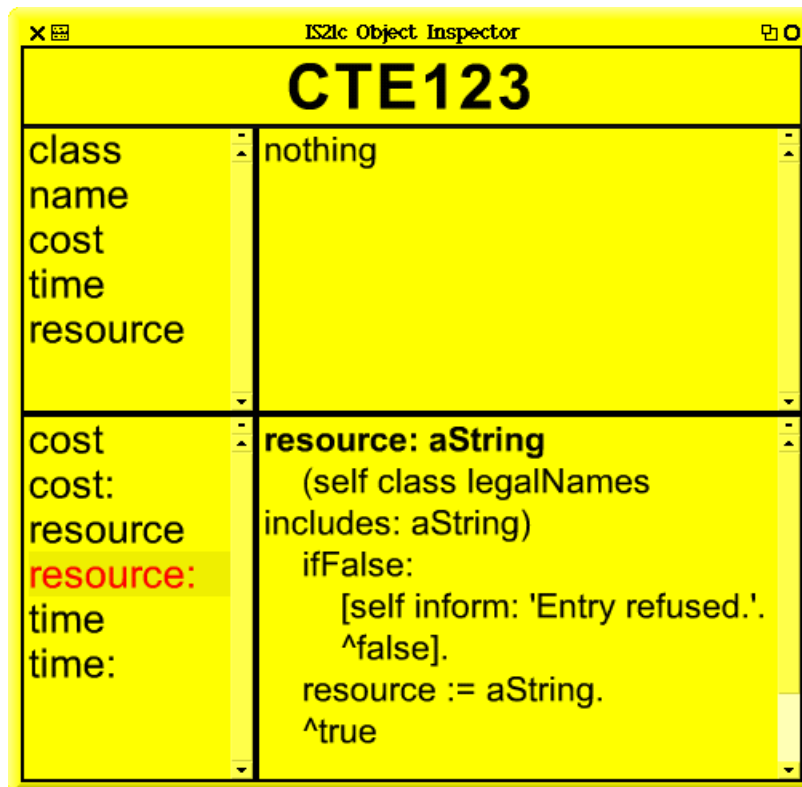 IS2lc Object Inspector
CTE123
class
name
cost
time
resource
nothing
cost
cost:
resource
resource:
time
time:
resource: aString
(self class legalNames
includes: aString)
ifFalse:
[self inform: 'Entry refused.'.
^false].
resource := aString.
^true